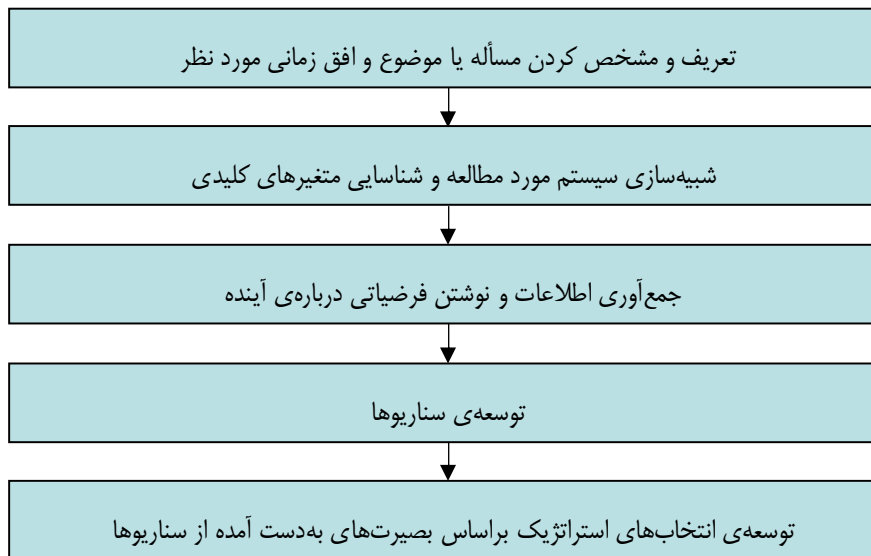 تعریف و مشخص کردن مسأله یا موضوع و افق زمانی مورد نظر
شبیه‌سازی سیستم مورد مطالعه و شناسایی متغیرهای کلیدی
جمع‌آوری اطلاعات و نوشتن فرضیاتی درباره‌ی آینده
توسعه‌ی سناریوها
توسعه‌ی انتخاب‌های استراتژیک براساس بصیرت‌های به‌دست آمده از سناریوها